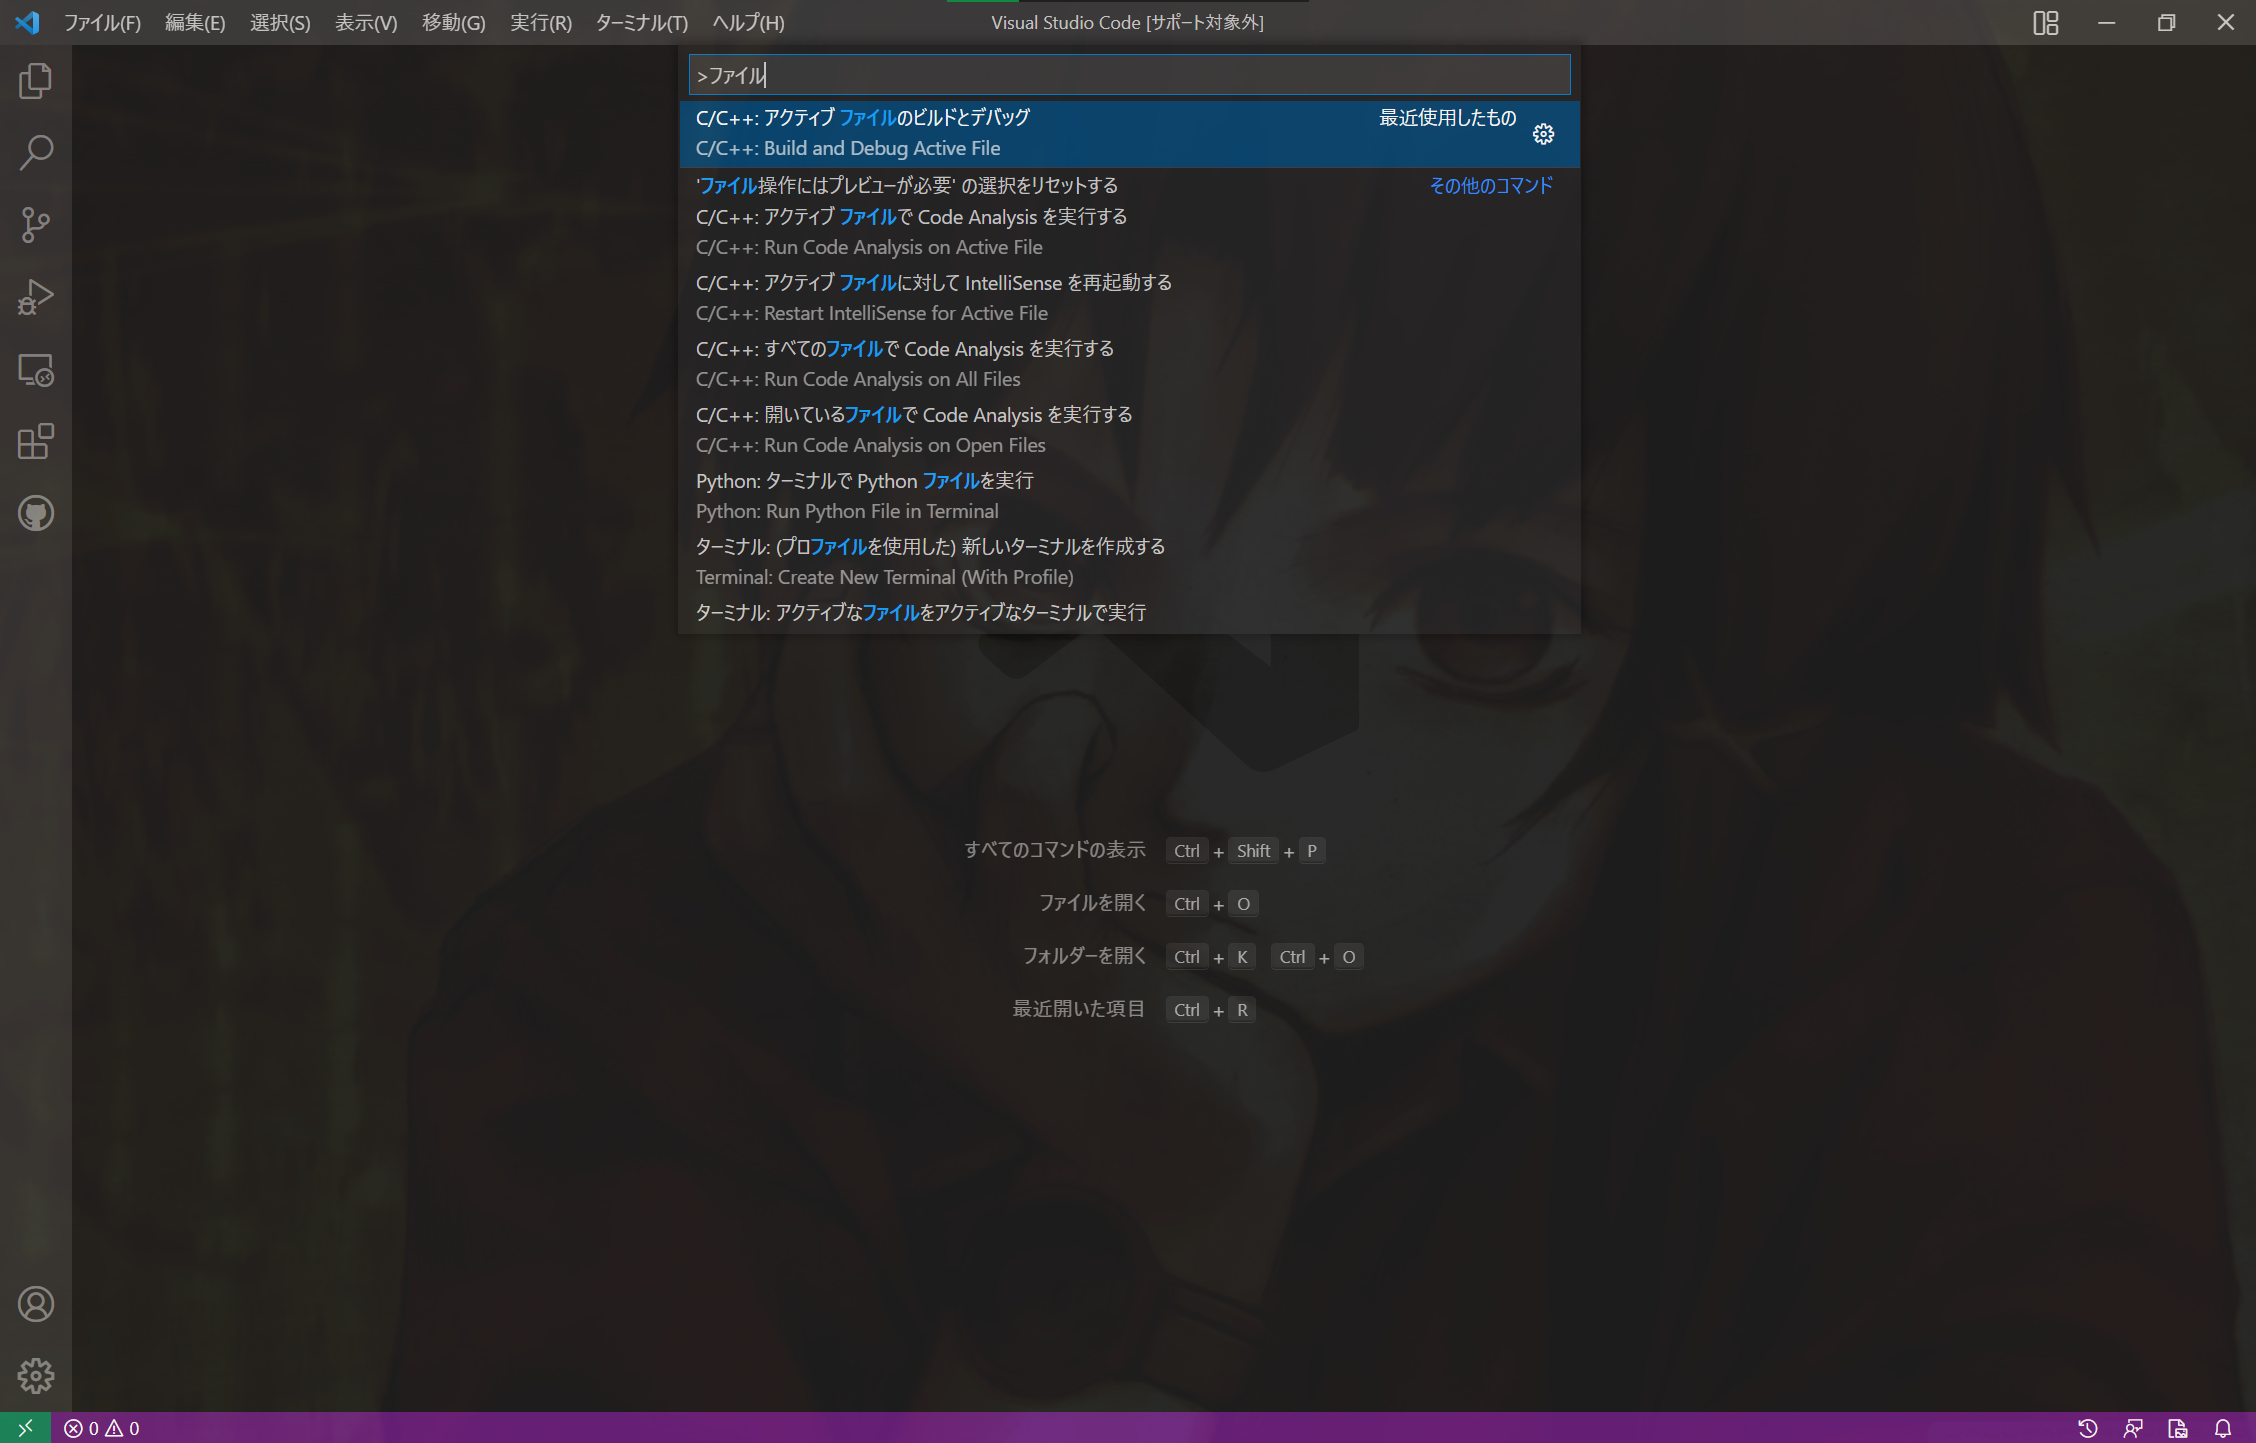 ファイル(F) 編集(E) 選択(S) 表示(V) 移動(G) 実行(R) ターミナル(T) ヘルプ(H) Visual Studio Code [サポート対象外]
>ファイル
C/C++: アクティブ ファイルのビルドとデバッグ 最近使用したもの
C/C++: Build and Debug Active File
'ファイル操作にはプレビューが必要' の選択をリセットする その他のコマンド
C/C++: アクティブ ファイルで Code Analysis を実行する
C/C++: Run Code Analysis on Active File
C/C++: アクティブ ファイルに対して IntelliSense を再起動する
C/C++: Restart IntelliSense for Active File
C/C++: すべてのファイルで Code Analysis を実行する
C/C++: Run Code Analysis on All Files
C/C++: 開いているファイルで Code Analysis を実行する
C/C++: Run Code Analysis on Open Files
Python: ターミナルで Python ファイルを実行
Python: Run Python File in Terminal
ターミナル: (プロファイルを使用した) 新しいターミナルを作成する
Terminal: Create New Terminal (With Profile)
ターミナル: アクティブなファイルをアクティブなターミナルで実行
すべてのコマンドの表示 Ctrl + Shift + P
ファイルを開く Ctrl + O
フォルダーを開く Ctrl + K Ctrl + O
最近開いた項目 Ctrl + R
0 0